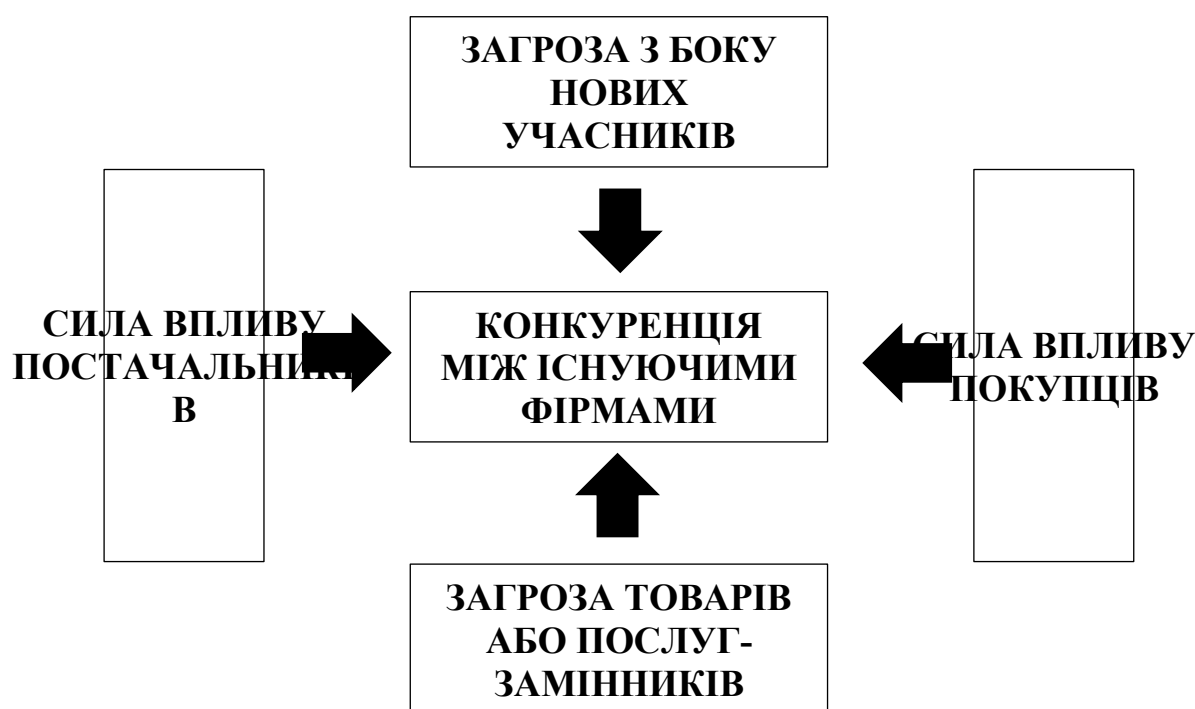 ЗАГРОЗА З БОКУ
НОВИХ
УЧАСНИКІВ
СИЛА ВПЛИВУ
ПОСТАЧАЛЬНИКІ
В
КОНКУРЕНЦІЯ
МІЖ ІСНУЮЧИМИ
ФІРМАМИ
СИЛА ВПЛИВУ
ПОКУПЦІВ
ЗАГРОЗА ТОВАРІВ
АБО ПОСЛУГ-
ЗАМІННИКІВ